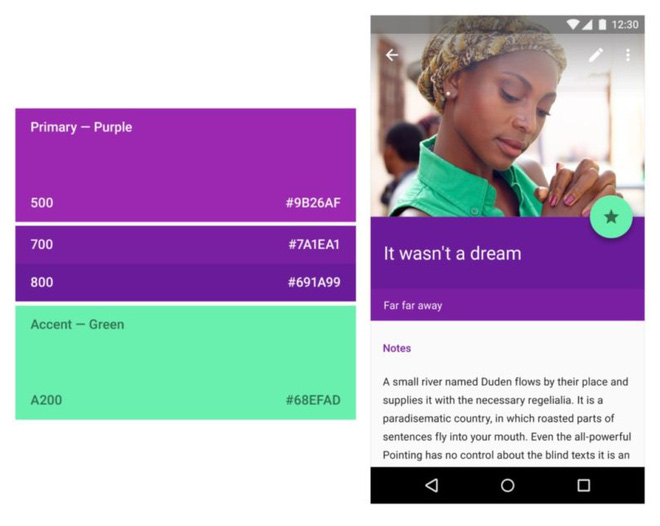 Primary — Purple
500 #9B26AF
700 #7A1EA1
800 #691A99
Accent — Green
A200 #68EFAD
12:30
It wasn't a dream
Far far away
Notes
A small river named Duden flows by their place and
supplies it with the necessary regelialia. It is a
paradisematic country, in which roasted parts of
sentences fly into your mouth. Even the all-powerful
Pointing has no control about the blind texts it is an